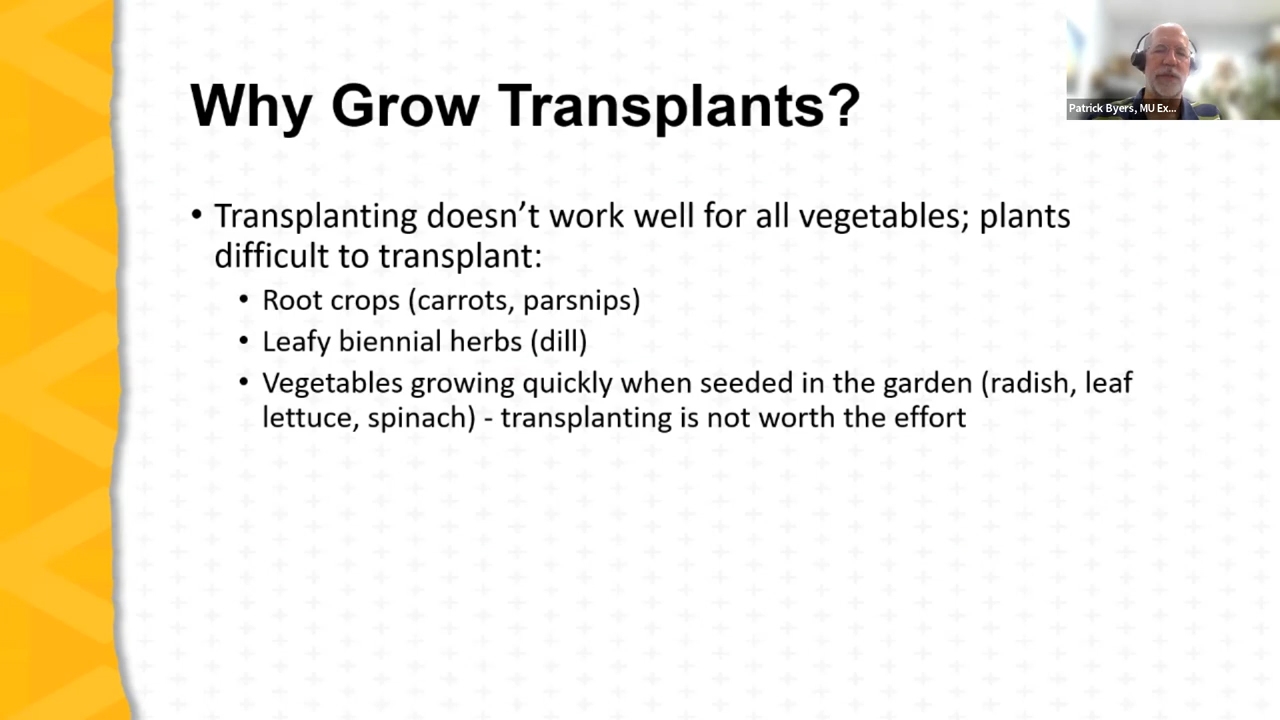 Why Grow Transplants?
• Transplanting doesn’t work well for all vegetables; plants
difficult to transplant:
• Root crops (carrots, parsnips)
• Leafy biennial herbs (dill)
• Vegetables growing quickly when seeded in the garden (radish, leaf
lettuce, spinach) - transplanting is not worth the effort
Patrick Byers, MU Ex...